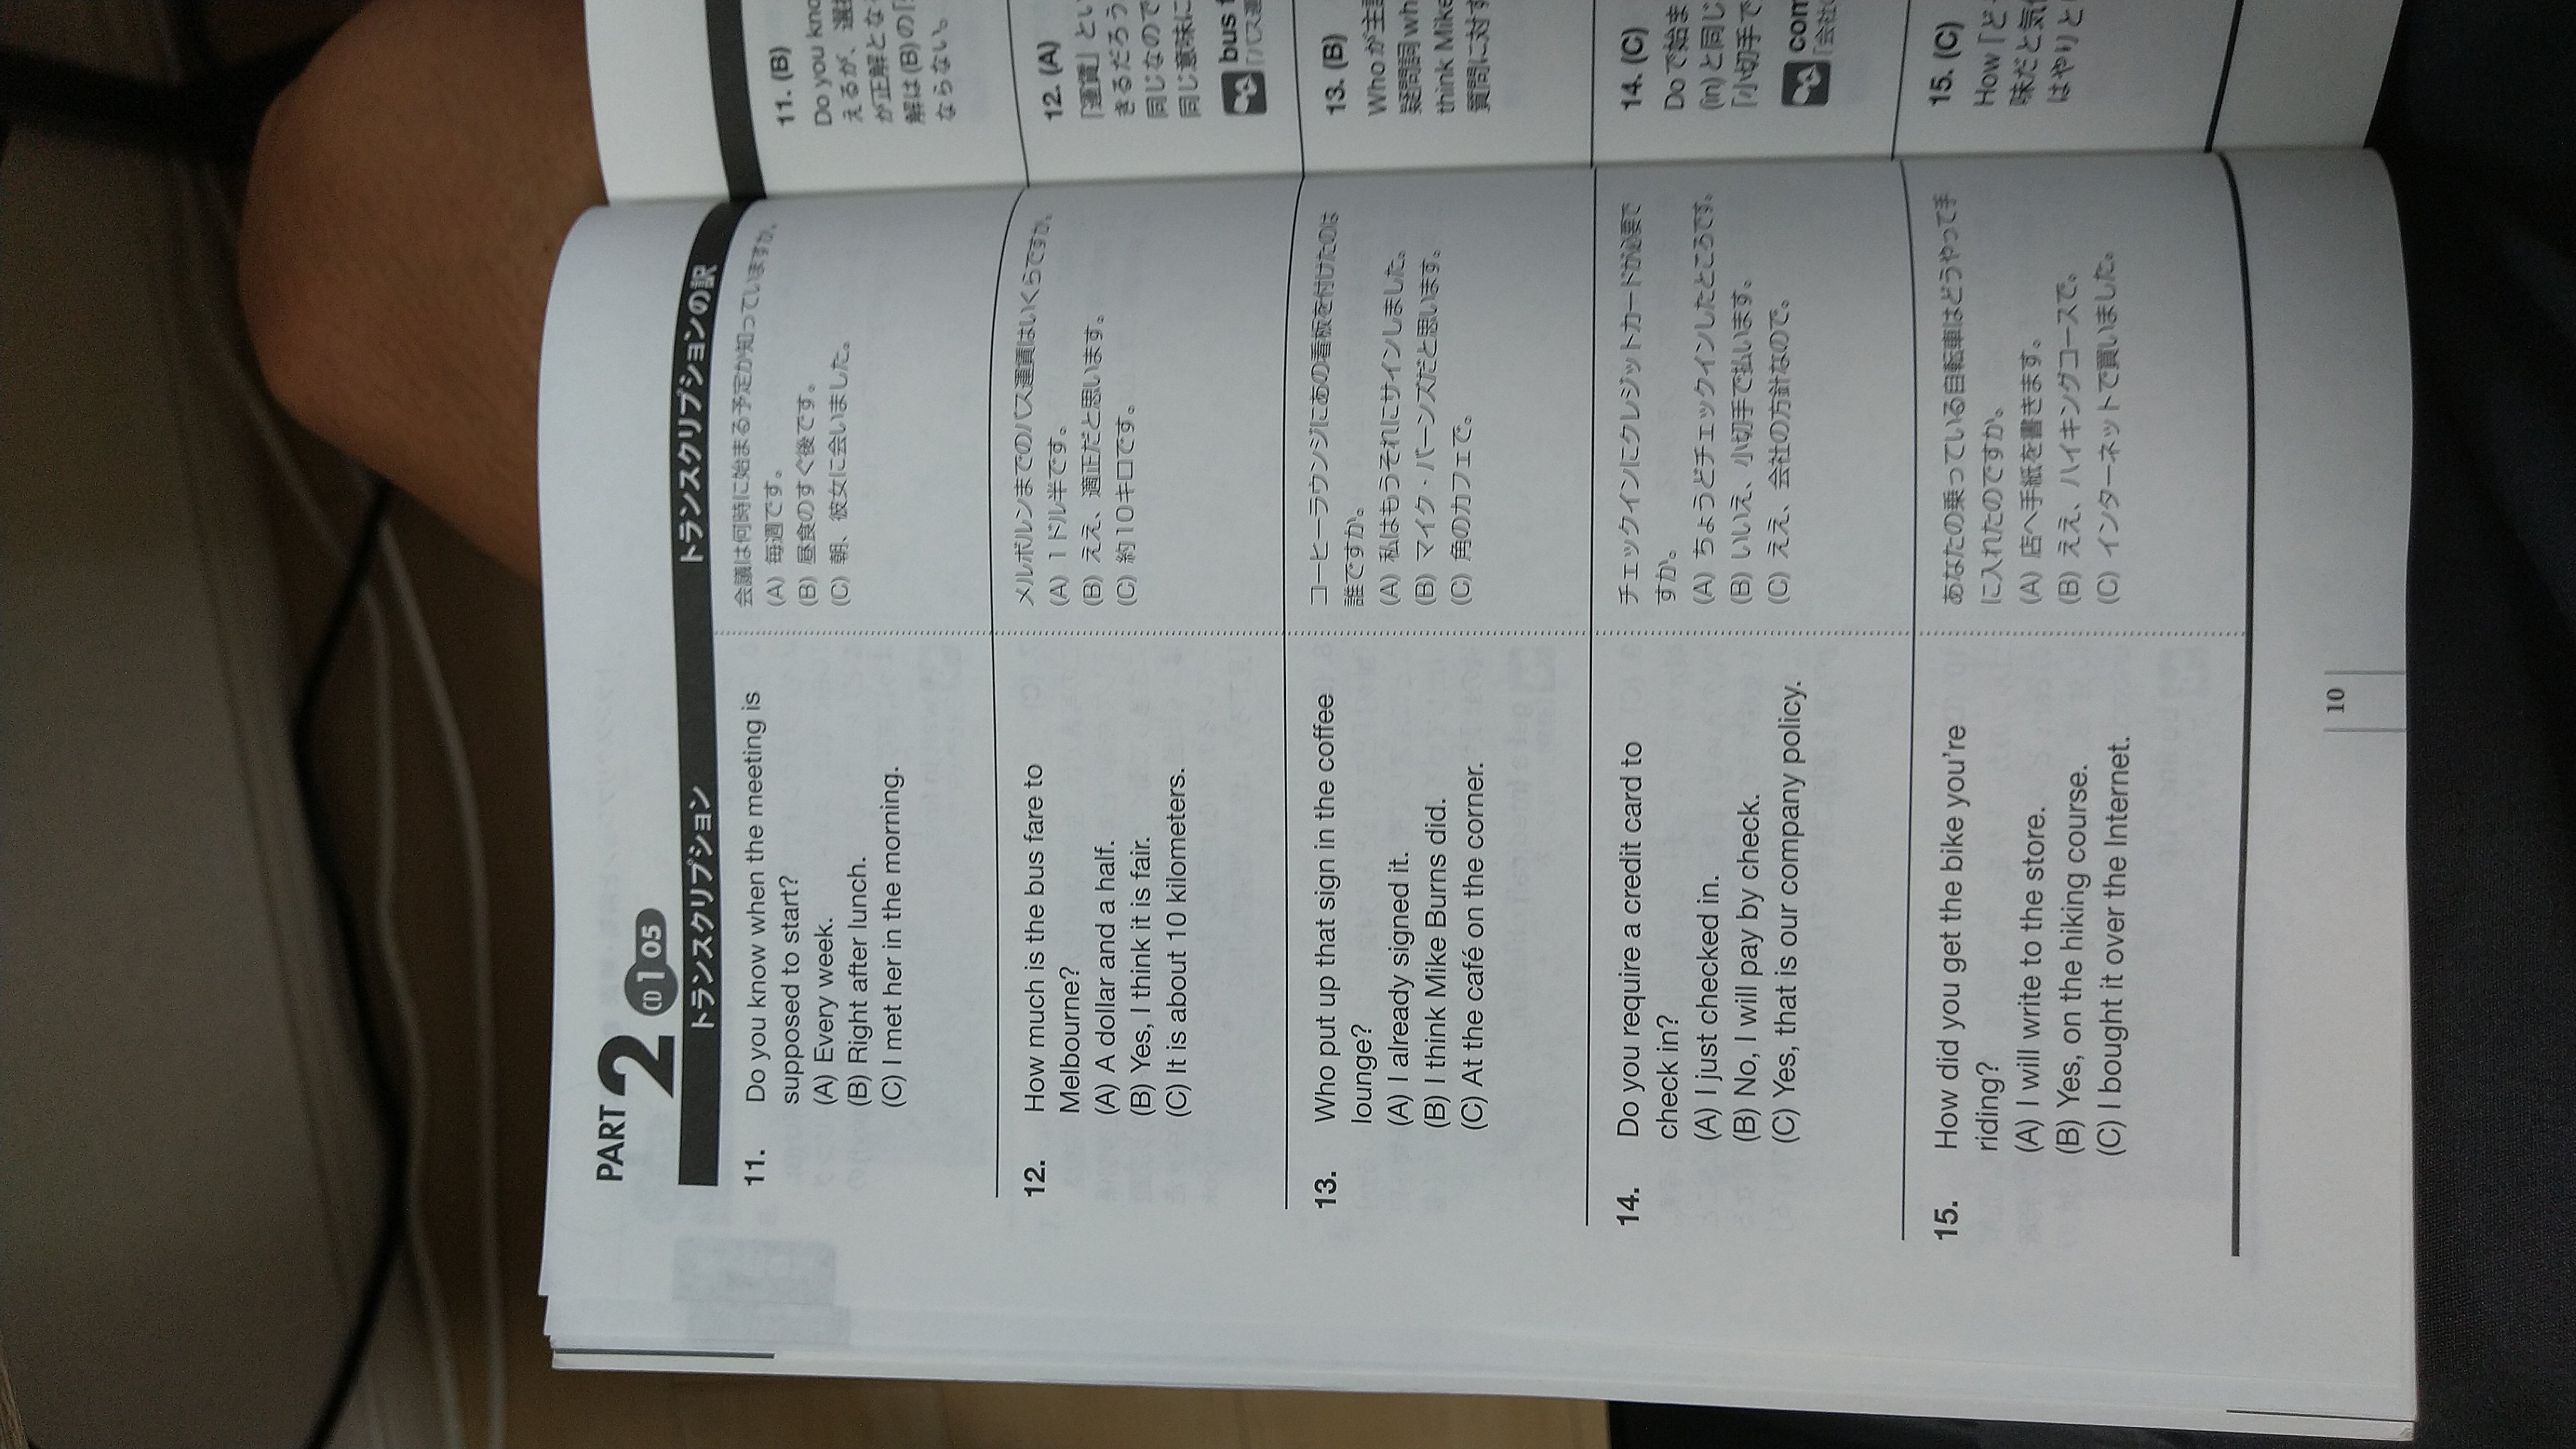 PART 2 CD 1 05
トランスクリプション
トランスクリプションの訳
11. Do you know when the meeting is
supposed to start?
(A) Every week.
(B) Right after lunch.
(C) I met her in the morning.
会議は何時に始まる予定か知っていますか。
(A) 毎週です。
(B) 昼食のすぐ後です。
(C) 朝、彼女に会いました。
12. How much is the bus fare to
Melbourne?
(A) A dollar and a half.
(B) Yes, I think it is fair.
(C) It is about 10 kilometers.
メルボルンまでのバス運賃はいくらですか。
(A) 1ドル半です。
(B) ええ、適正だと思います。
(C) 約10キロです。
13. Who put up that sign in the coffee
lounge?
(A) I already signed it.
(B) I think Mike Burns did.
(C) At the café on the corner.
コーヒーラウンジにあの看板を付けたのは
誰ですか。
(A) 私はもうそれにサインしました。
(B) マイク・バーンズだと思います。
(C) 角のカフェで。
14. Do you require a credit card to
check in?
(A) I just checked in.
(B) No, I will pay by check.
(C) Yes, that is our company policy.
チェックインにクレジットカードが必要で
すか。
(A) ちょうどチェックインしたところです。
(B) いいえ、小切手で払います。
(C) ええ、会社の方針なので。
15. How did you get the bike you're
riding?
(A) I will write to the store.
(B) Yes, on the hiking course.
(C) I bought it over the Internet.
あなたの乗っている自転車はどうやって手
に入れたのですか。
(A) 店へ手紙を書きます。
(B) ええ、ハイキングコースで。
(C) インターネットで買いました。
10
11. (B)
Do you kno
えるが、選
が正解とな
解は(B)の「
ならない。
12. (A)
「運賃」とい
きるだろう
同じなので
同じ意味に
bus f
「バス運
13. (B)
Whoが主語
疑問詞wh
think Mike
質問に対す
14. (C)
Doで始ま
(in)と同じ
「小切手で
com
「会社の
15. (C)
How「ど
味だと気
はやりと